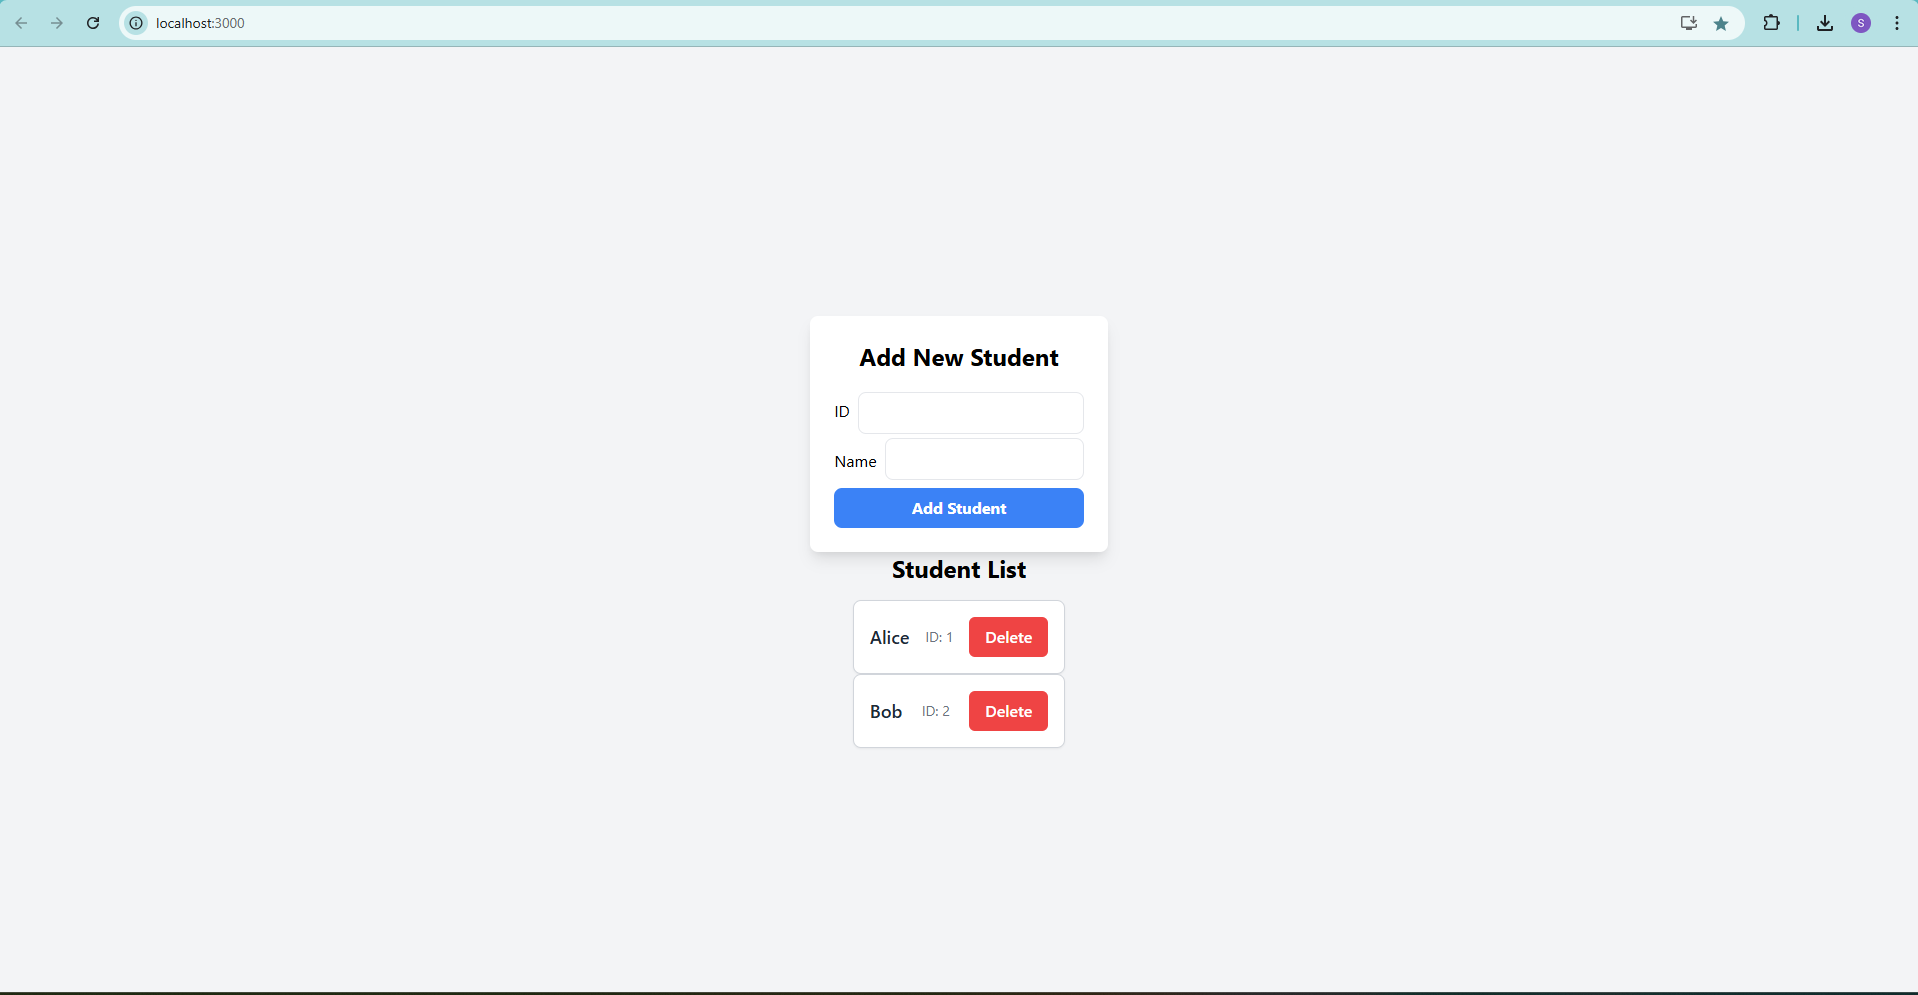 localhost:3000
S
Add New Student
ID
Name
Add Student
Student List
Alice ID: 1 Delete
Bob ID: 2 Delete